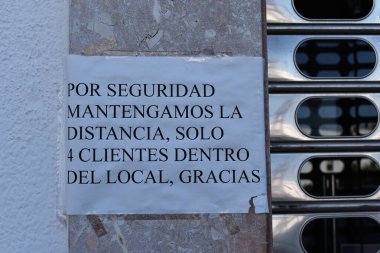 POR SEGURIDAD
MANTENGAMOS LA
DISTANCIA, SOLO
4 CLIENTES DENTRO
DEL LOCAL, GRACIAS